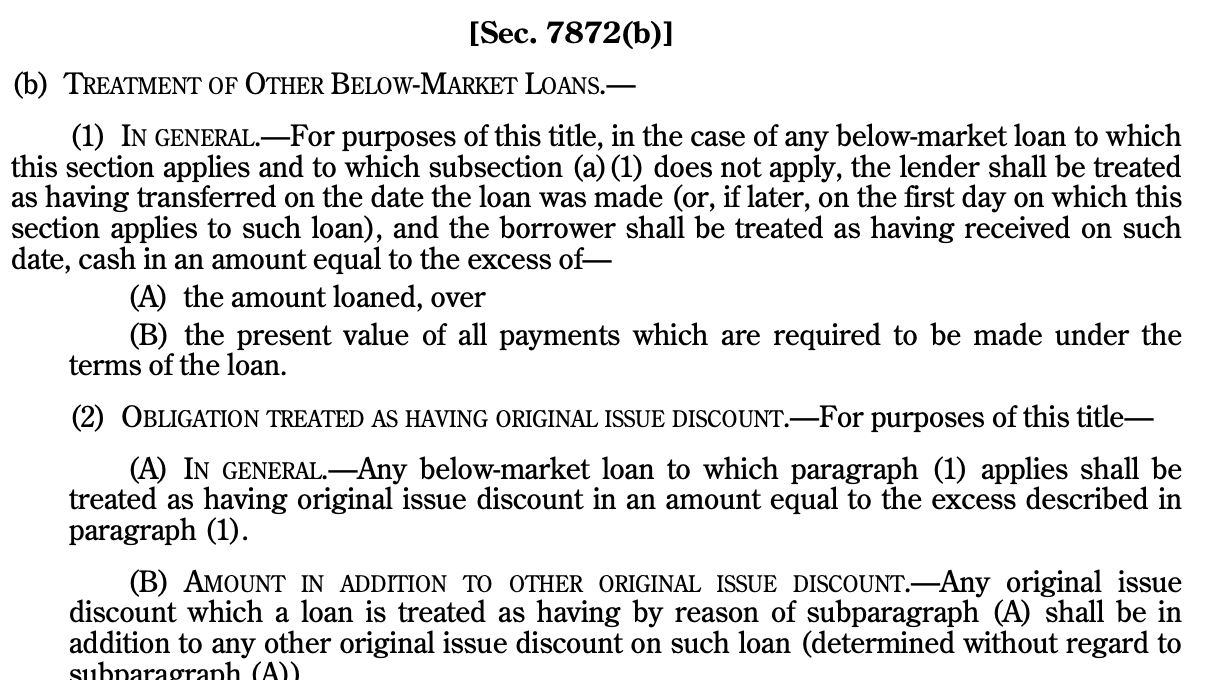 [Sec. 7872(b)]
(b) TREATMENT OF OTHER BELOW-MARKET LOANS.—
(1) IN GENERAL.—For purposes of this title, in the case of any below-market loan to which
this section applies and to which subsection (a)(1) does not apply, the lender shall be treated
as having transferred on the date the loan was made (or, if later, on the first day on which this
section applies to such loan), and the borrower shall be treated as having received on such
date, cash in an amount equal to the excess of—
(A) the amount loaned, over
(B) the present value of all payments which are required to be made under the
terms of the loan.
(2) OBLIGATION TREATED AS HAVING ORIGINAL ISSUE DISCOUNT.—For purposes of this title—
(A) IN GENERAL.—Any below-market loan to which paragraph (1) applies shall be
treated as having original issue discount in an amount equal to the excess described in
paragraph (1).
(B) AMOUNT IN ADDITION TO OTHER ORIGINAL ISSUE DISCOUNT.—Any original issue
discount which a loan is treated as having by reason of subparagraph (A) shall be in
addition to any other original issue discount on such loan (determined without regard to
subparagraph (A))